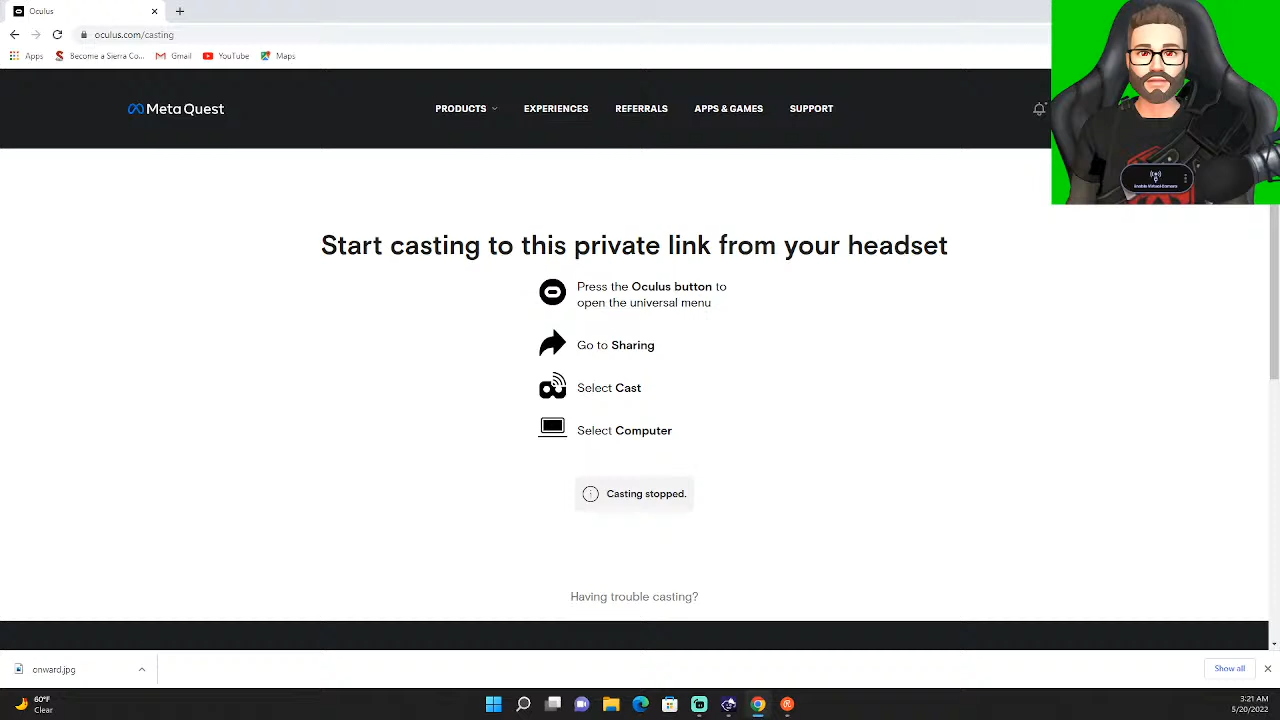 Oculus
oculus.com/casting
Apps
Become a Sierra Co...
Gmail
YouTube
Maps
Meta Quest
PRODUCTS
EXPERIENCES
REFERRALS
APPS & GAMES
SUPPORT
Enable Virtual Camera
Start casting to this private link from your headset
Press the Oculus button to
open the universal menu
Go to Sharing
Select Cast
Select Computer
Casting stopped.
Having trouble casting?
onward.jpg
Show all
60°F
Clear
3:21 AM
5/20/2022